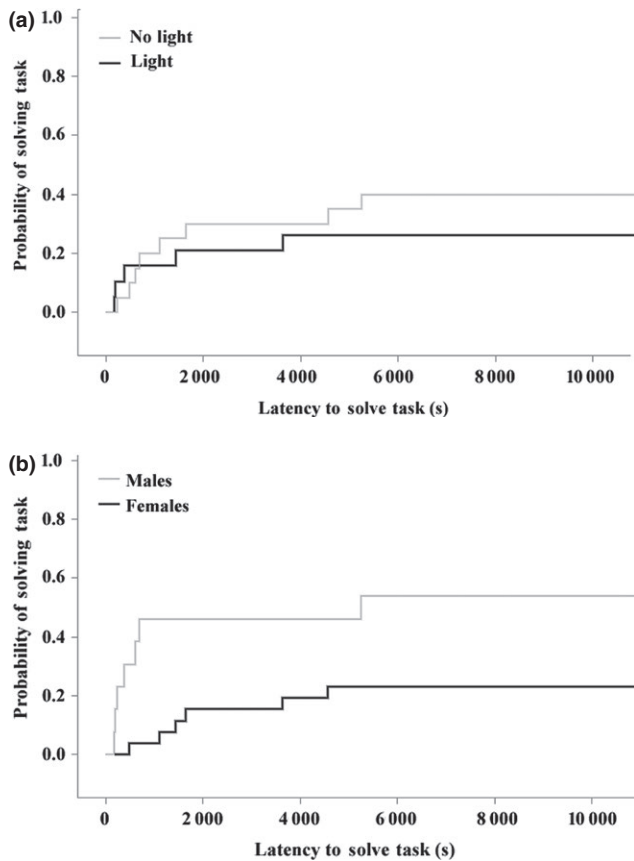 (a)
No light
Light
1.0
0.8
0.6
0.4
0.2
0.0
Probability of solving task
0 2 000 4 000 6 000 8 000 10 000
Latency to solve task (s)
(b)
Males
Females
1.0
0.8
0.6
0.4
0.2
0.0
Probability of solving task
0 2 000 4 000 6 000 8 000 10 000
Latency to solve task (s)